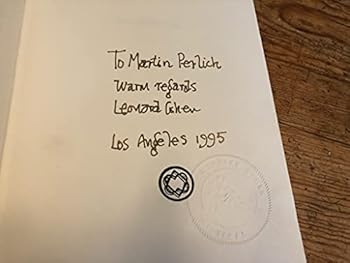 To Martin Perlich
Warm regards
Leonard Cohen
Los Angeles 1995